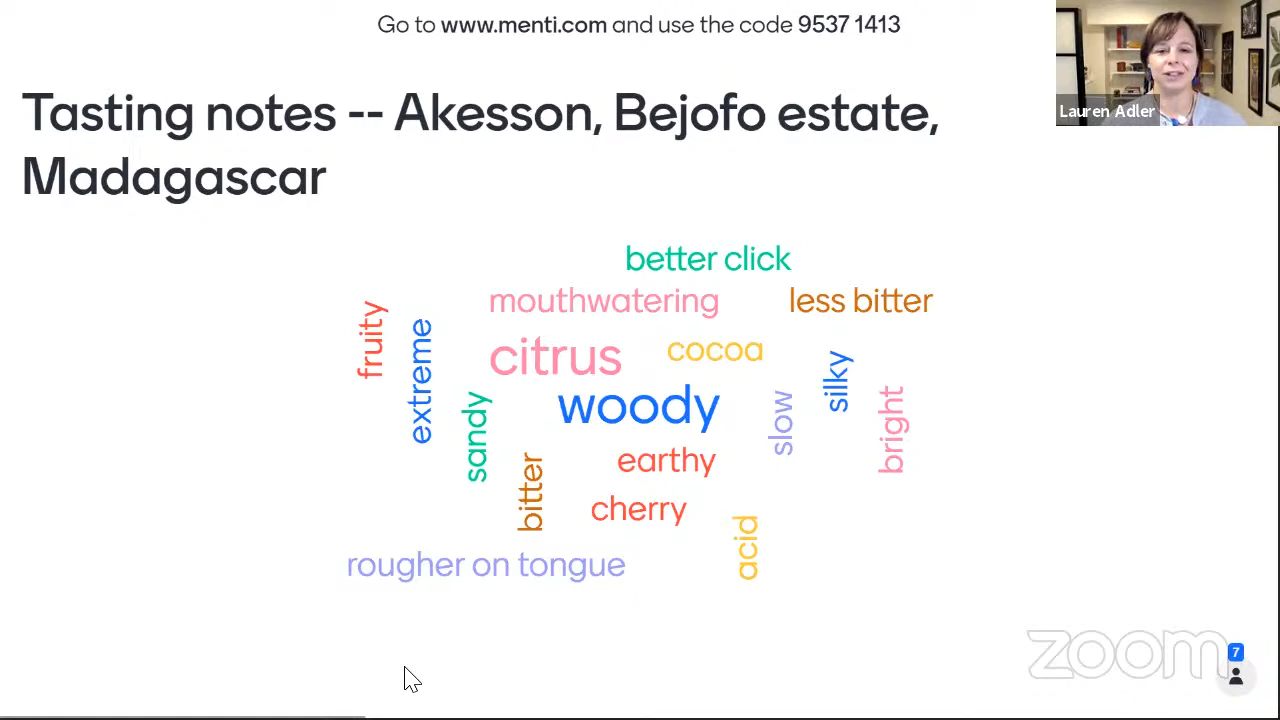 Go to www.menti.com and use the code 9537 1413
Lauren Adler
Tasting notes -- Akesson, Bejofo estate,
Madagascar
better click
mouthwatering
less bitter
fruity
extreme
citrus
cocoa
silky
sandy
woody
slow
bright
bitter
earthy
cherry
acid
rougher on tongue
zoom
7